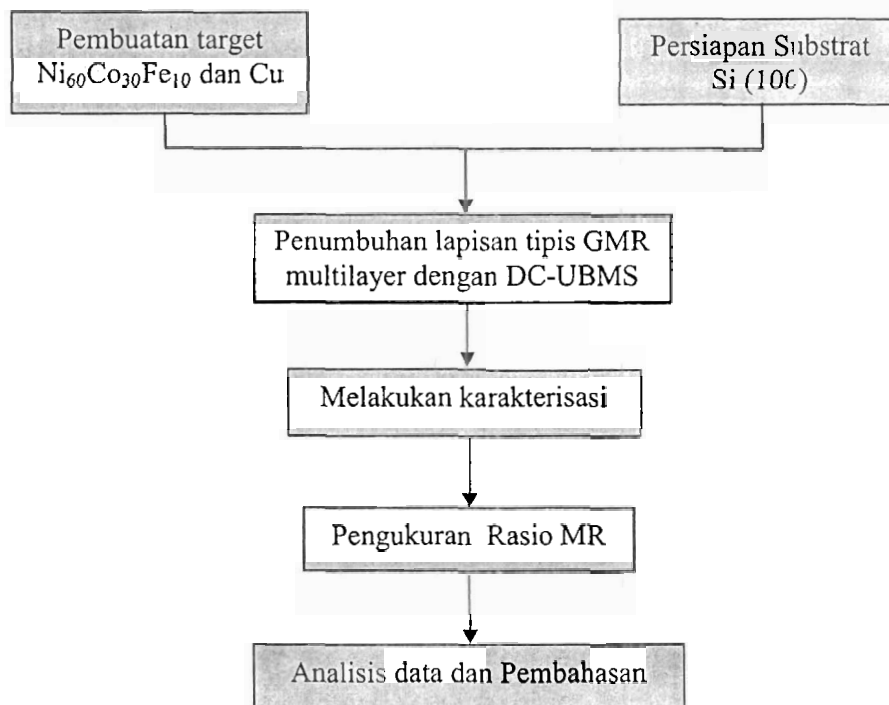 Pembuatan target
Ni₆₀Co₃₀Fe₁₀ dan Cu
Persiapan Substrat
Si (100)
Penumbuhan lapisan tipis GMR
multilayer dengan DC-UBMS
Melakukan karakterisasi
Pengukuran Rasio MR
Analisis data dan Pembahasan